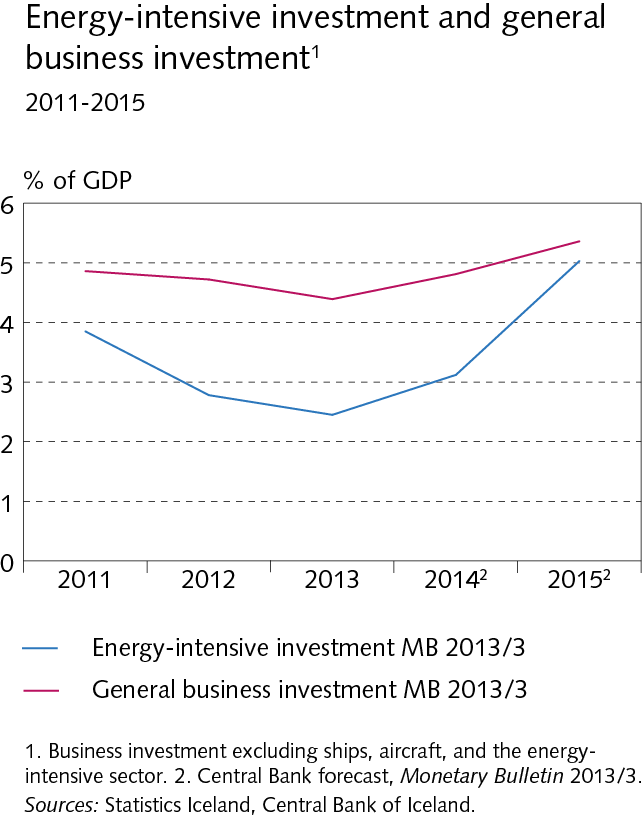 Energy-intensive investment and general
business investment¹
2011-2015
% of GDP
6
5
4
3
2
1
0
2011 2012 2013 2014² 2015²
Energy-intensive investment MB 2013/3
General business investment MB 2013/3
1. Business investment excluding ships, aircraft, and the energy-
intensive sector. 2. Central Bank forecast, Monetary Bulletin 2013/3.
Sources: Statistics Iceland, Central Bank of Iceland.